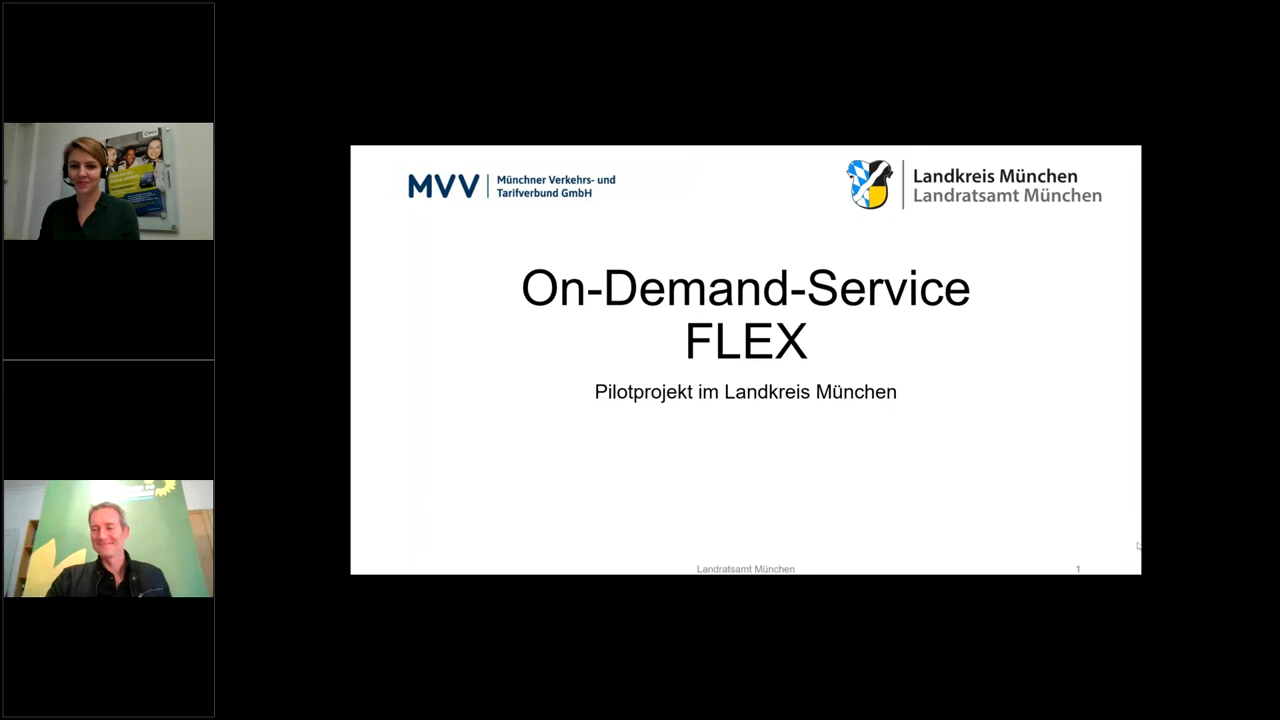 MVV
Münchner Verkehrs- und
Tarifverbund GmbH
Landkreis München
Landratsamt München
On-Demand-Service
FLEX
Pilotprojekt im Landkreis München
Landratsamt München
1